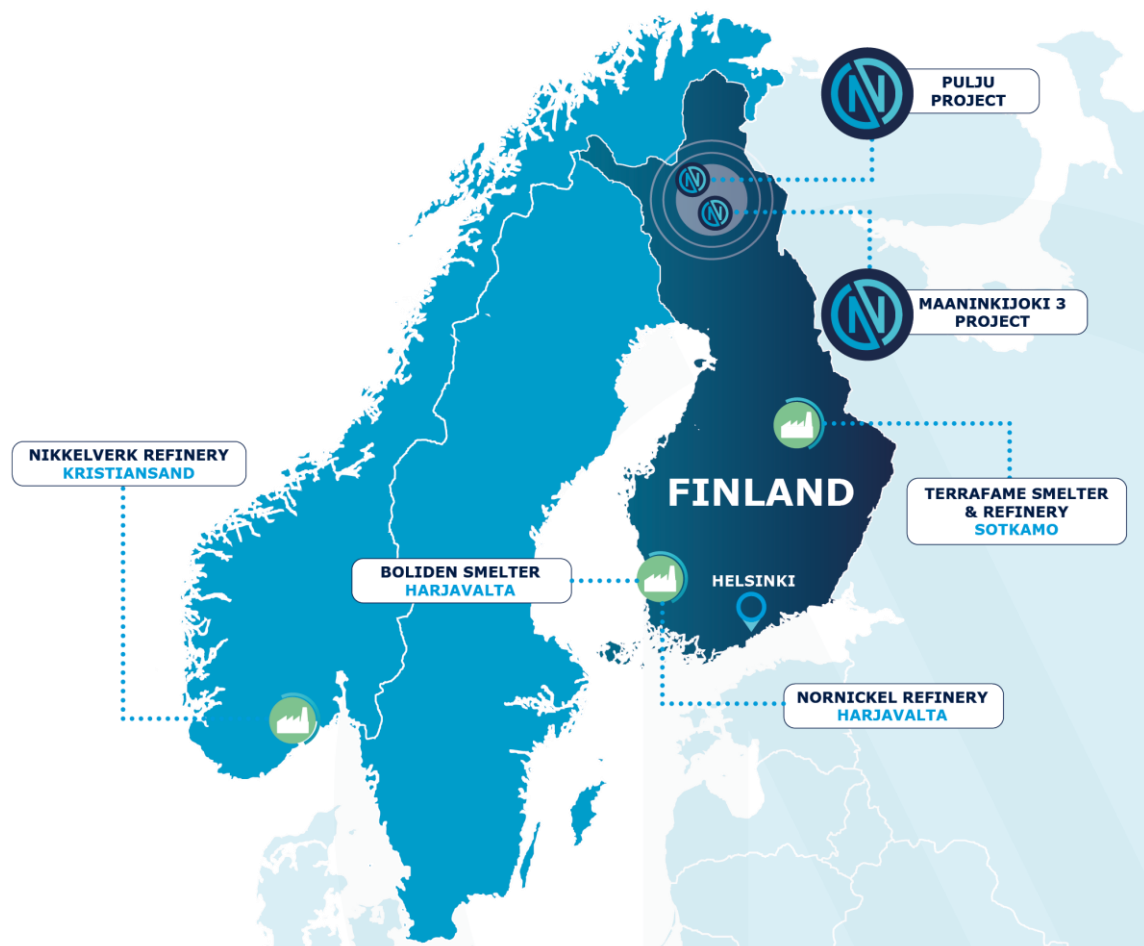 PULJU
PROJECT
MAANINKIJOKI 3
PROJECT
NIKKELVERK REFINERY
KRISTIANSAND
FINLAND
TERRAFAME SMELTER
& REFINERY
SOTKAMO
BOLIDEN SMELTER
HARJAVALTA
HELSINKI
NORNICKEL REFINERY
HARJAVALTA